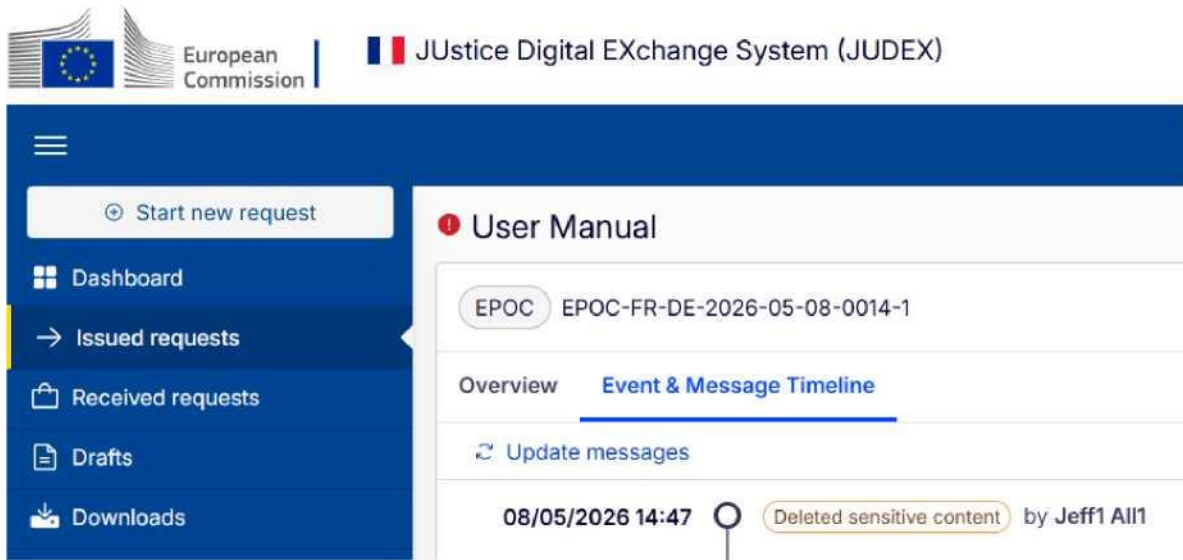 European
Commission
JUstice Digital EXchange System (JUDEX)
Start new request
User Manual
Dashboard
EPOC EPOC-FR-DE-2026-05-08-0014-1
Issued requests
Overview Event & Message Timeline
Received requests
Update messages
Drafts
Downloads
08/05/2026 14:47 Deleted sensitive content by Jeff1 All1